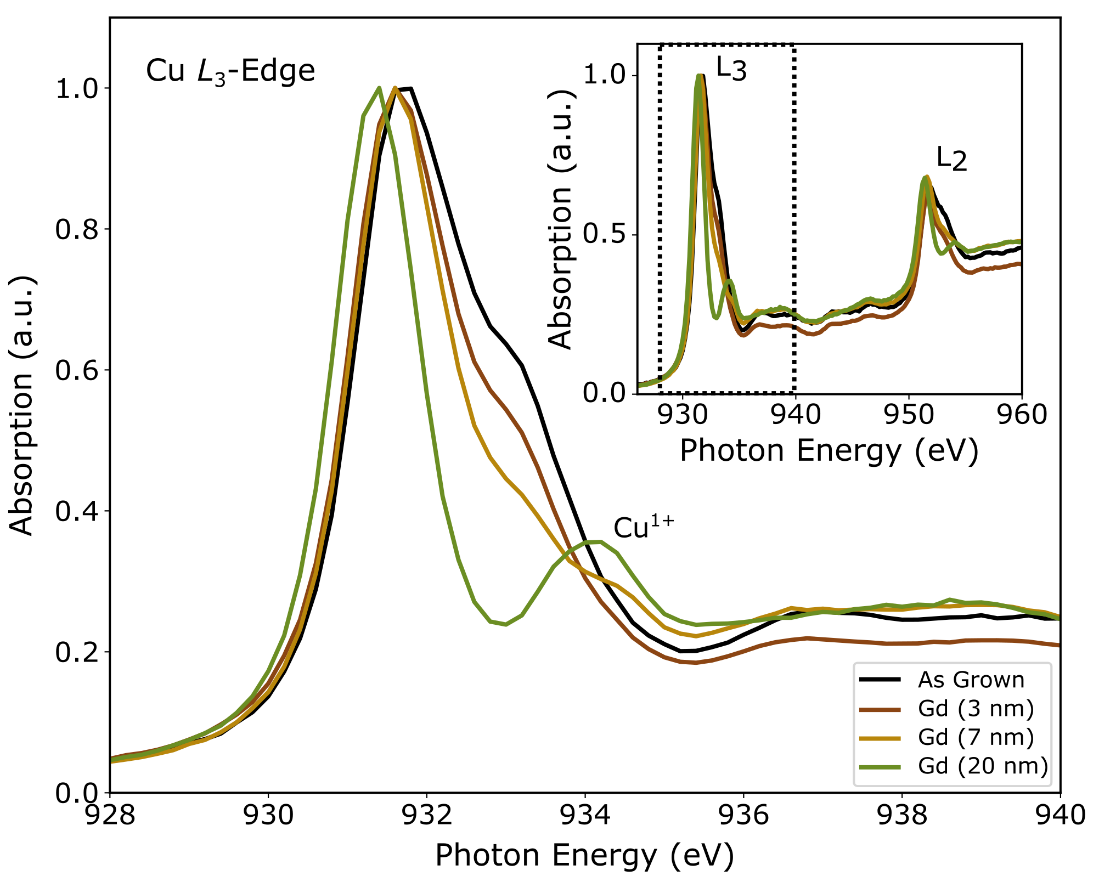 Cu L₃-Edge
L₃
L₂
1.0
0.5
0.0
930
940
950
960
Absorption (a.u.)
Photon Energy (eV)
Cu¹⁺
1.0
0.8
0.6
0.4
0.2
0.0
Absorption (a.u.)
As Grown
Gd (3 nm)
Gd (7 nm)
Gd (20 nm)
928
930
932
934
936
938
940
Photon Energy (eV)